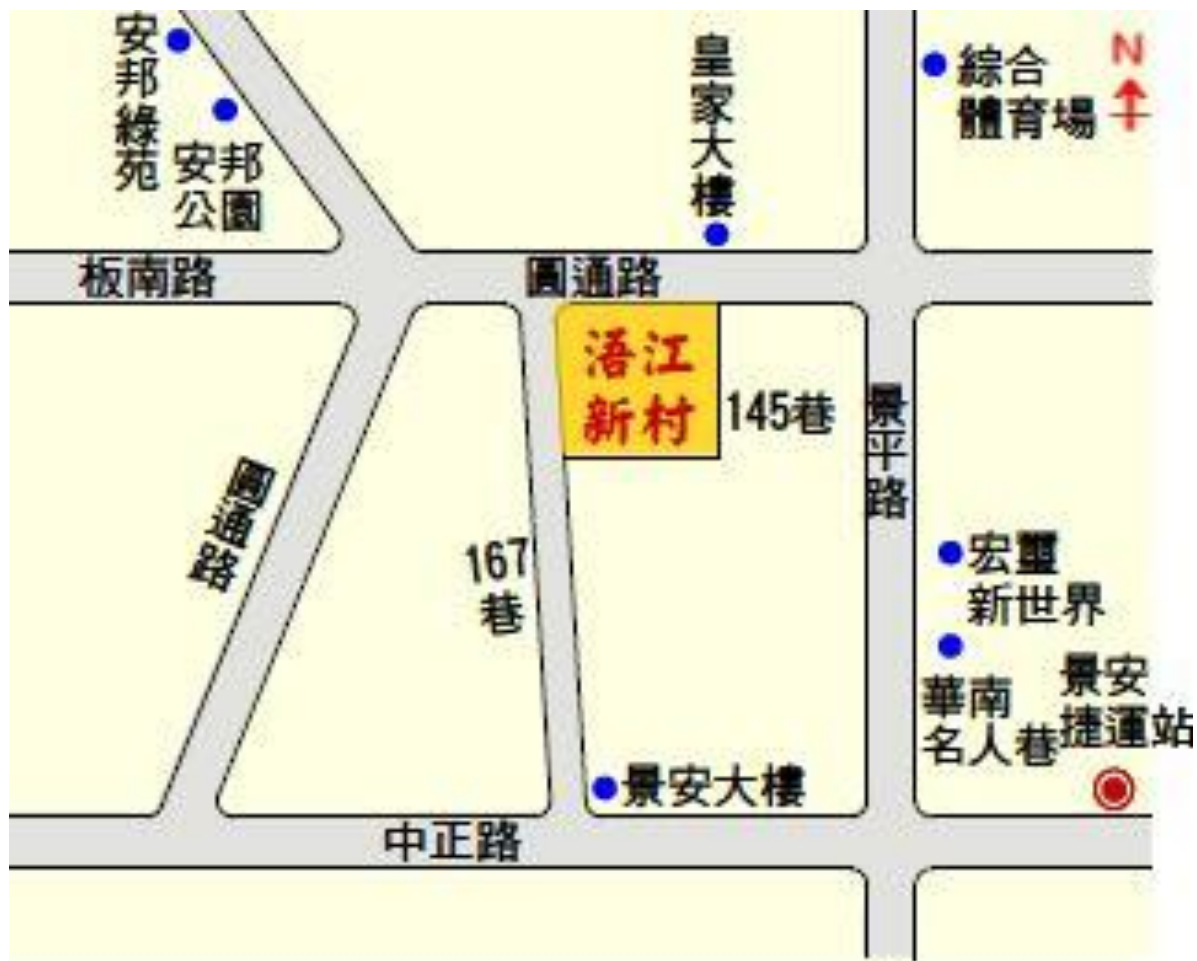 安邦綠苑
安邦
公園
皇家大樓
綜合
體育場
N
板南路
圓通路
浯江
新村
145巷
景平路
圓通路
167
巷
宏璽
新世界
華南
名人巷
景安
捷運站
景安大樓
中正路